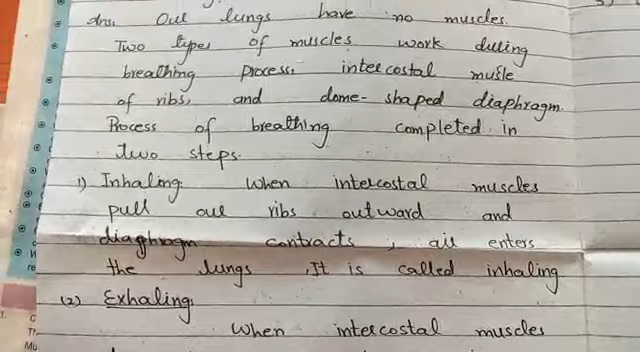 Ans. Our lungs have no muscles.
Two types of muscles work during
breathing process. intercostal musle
of ribs, and dome-shaped diaphragm.
Process of breathing completed in
two steps.
1) Inhaling. When intercostal muscles
pull our ribs outward and
diaghragm contracts, air enters
the lungs. It is called inhaling
(2) Exhaling.
When intercostal muscles